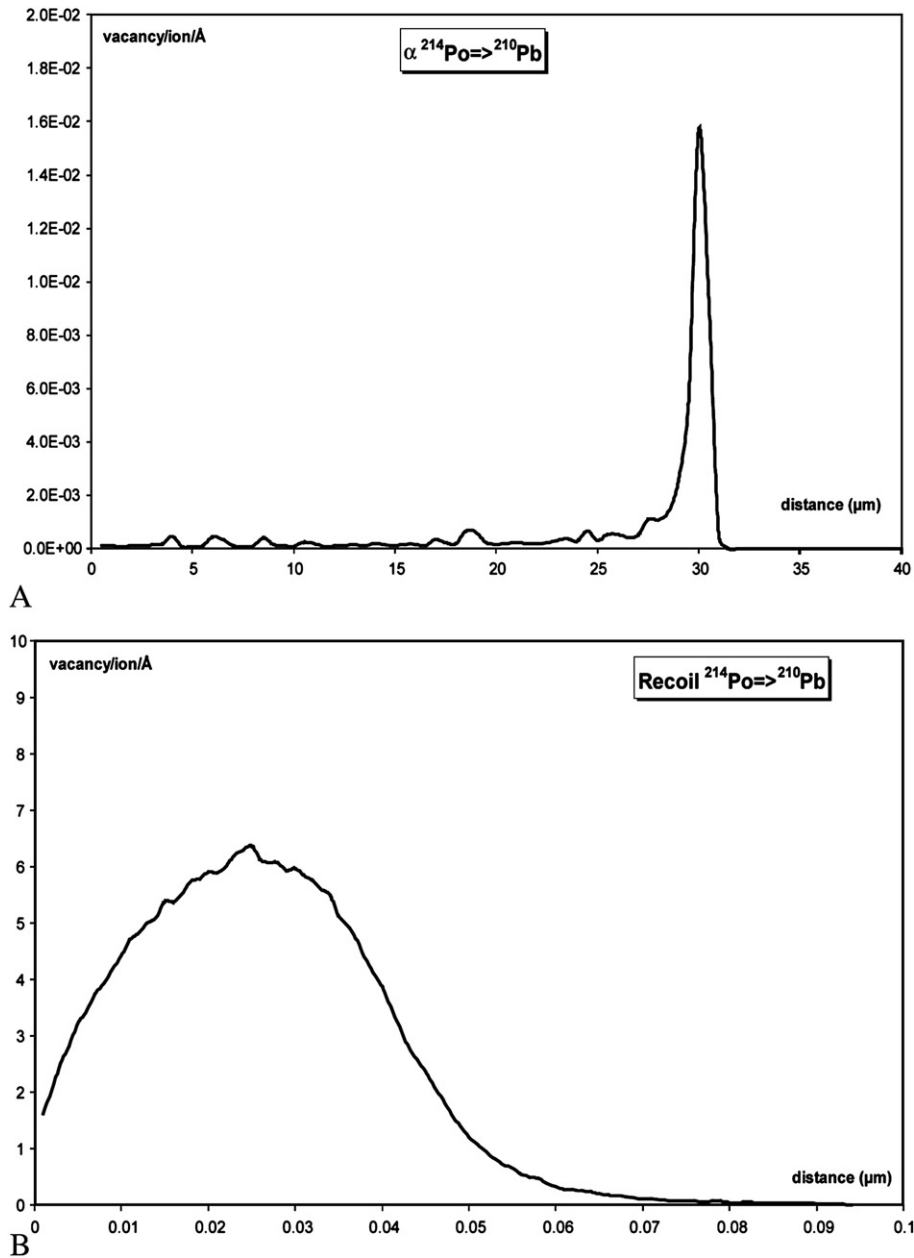 2.0E-02
vacancy/ion/Å
α ²¹⁴Po=>²¹⁰Pb
1.8E-02
1.6E-02
1.4E-02
1.2E-02
1.0E-02
8.0E-03
6.0E-03
4.0E-03
2.0E-03
distance (µm)
0.0E+00
0 5 10 15 20 25 30 35 40
A
10
vacancy/ion/Å
Recoil ²¹⁴Po=>²¹⁰Pb
9
8
7
6
5
4
3
2
1
distance (µm)
0
0 0.01 0.02 0.03 0.04 0.05 0.06 0.07 0.08 0.09 0.1
B